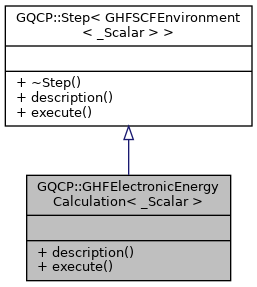 GQCP::Step< GHFSCFEnvironment
< _Scalar > >
+ ~Step()
+ description()
+ execute()
GQCP::GHFElectronicEnergy
Calculation< _Scalar >
+ description()
+ execute()